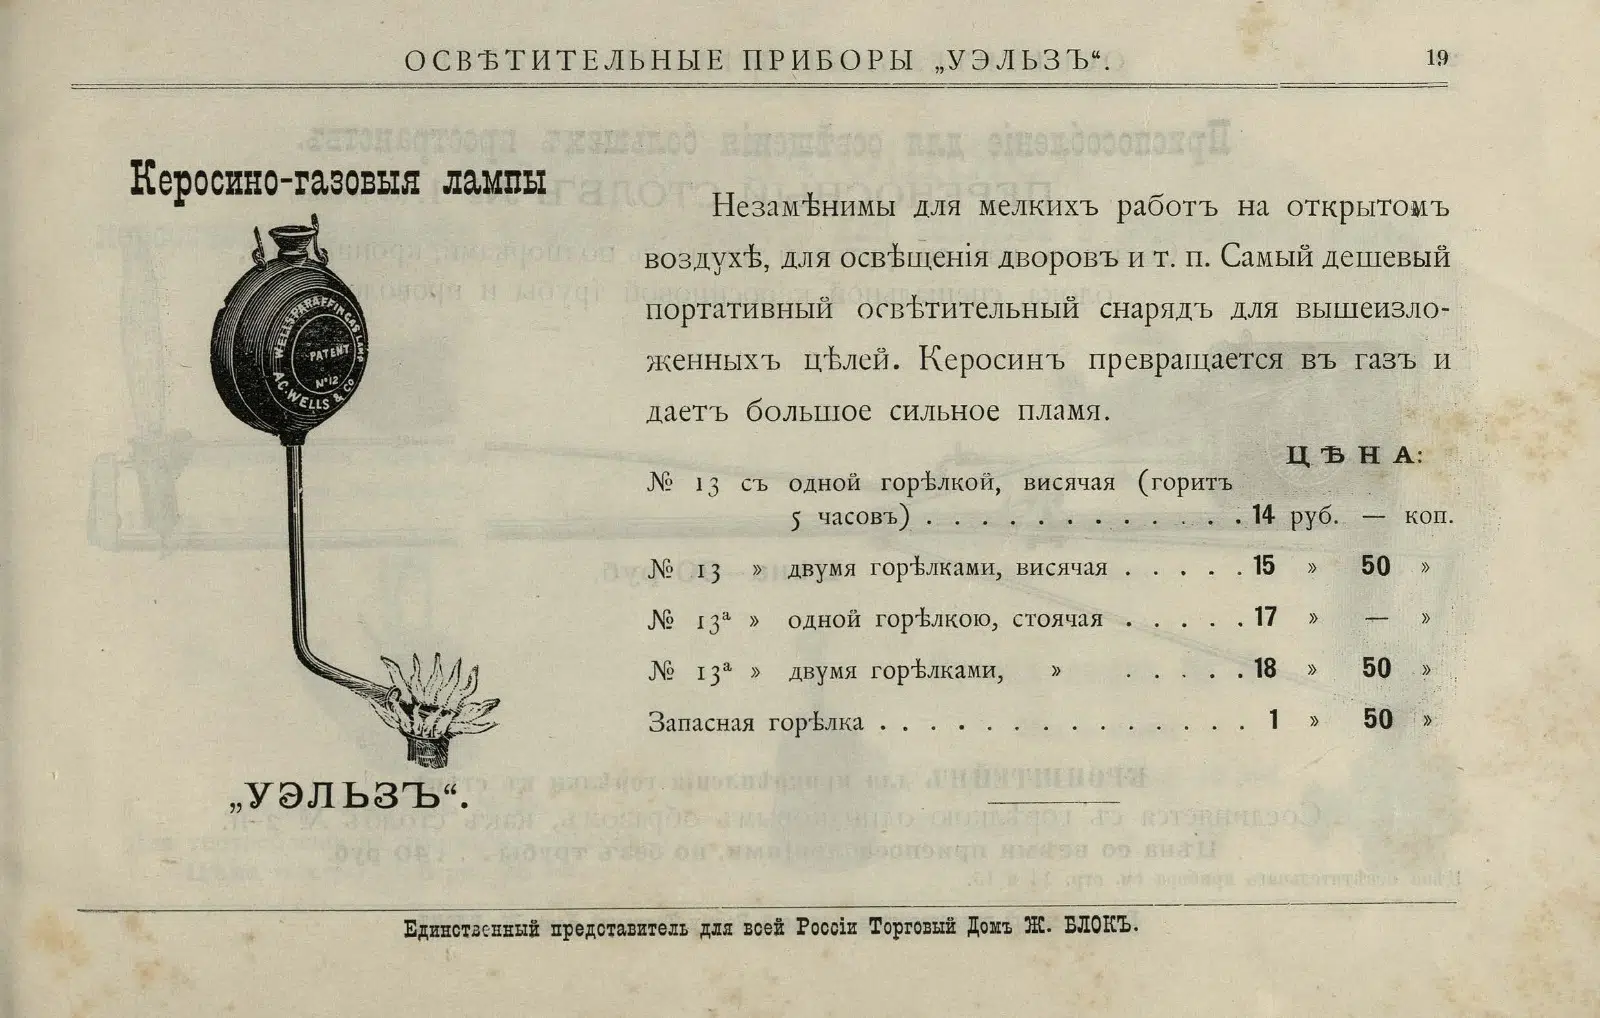 ОСВѢТИТЕЛЬНЫЕ ПРИБОРЫ „УЭЛЬЗЪ“.
19
Керосино-газовыя лампы
WELLS PARAFFIN GAS LAMP
PATENT
No 12
A.C. WELLS & Co
„УЭЛЬЗЪ“.
Незамѣнимы для мелкихъ работъ на открытомъ
воздухѣ, для освѣщенія дворовъ и т. п. Самый дешевый
портативный освѣтительный снарядъ для вышеизло-
женныхъ цѣлей. Керосинъ превращается въ газъ и
даетъ большое сильное пламя.
ЦѢНА:
№ 13 съ одной горѣлкой, висячая (горитъ
5 часовъ) . . . . . . . . . . . . . 14 руб. — коп.
№ 13 » двумя горѣлками, висячая . . . . . 15 » 50 »
№ 13ª » одной горѣлкою, стоячая . . . . . 17 » — »
№ 13ª » двумя горѣлками, » . . . . . 18 » 50 »
Запасная горѣлка . . . . . . . . . . . . . . . 1 » 50 »
Единственный представитель для всей Россіи Торговый Домъ Ж. БЛОКЪ.